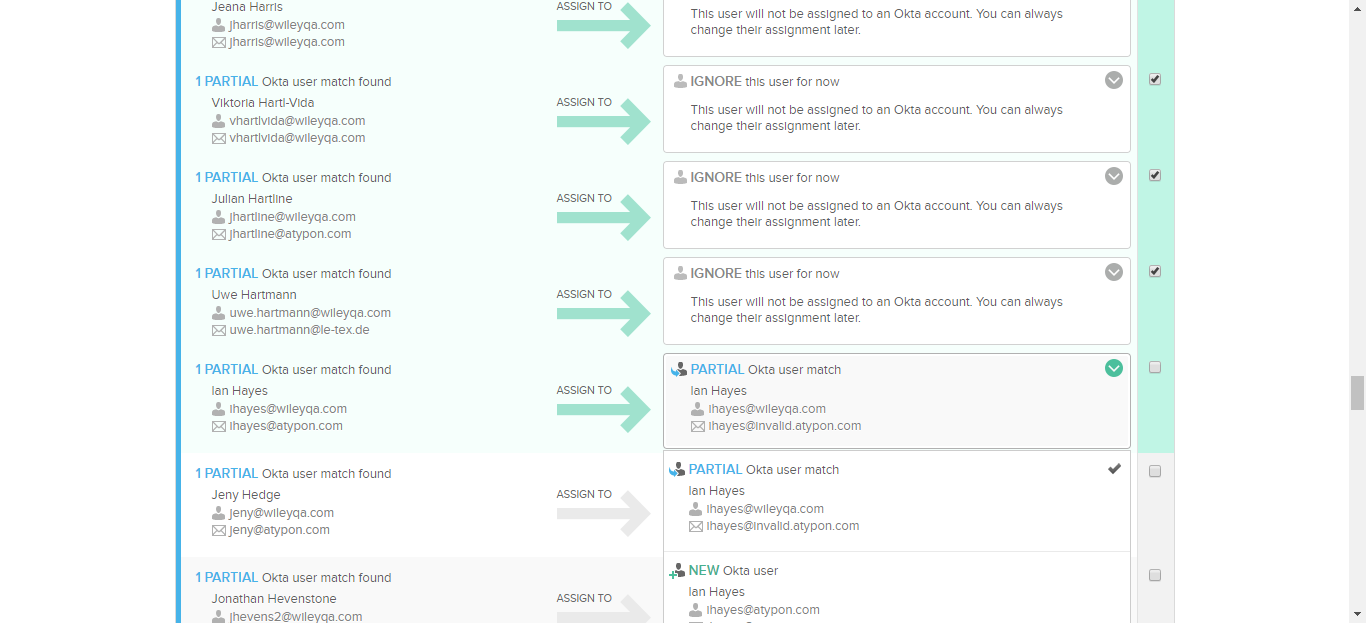 Jeana Harris
jharris@wileyqa.com
jharris@wileyqa.com
ASSIGN TO
This user will not be assigned to an Okta account. You can always
change their assignment later.
1 PARTIAL Okta user match found
Viktoria Hartl-Vida
vhartlvida@wileyqa.com
vhartlvida@wileyqa.com
ASSIGN TO
IGNORE this user for now
This user will not be assigned to an Okta account. You can always
change their assignment later.
1 PARTIAL Okta user match found
Julian Hartline
jhartline@wileyqa.com
jhartline@atypon.com
ASSIGN TO
IGNORE this user for now
This user will not be assigned to an Okta account. You can always
change their assignment later.
1 PARTIAL Okta user match found
Uwe Hartmann
uwe.hartmann@wileyqa.com
uwe.hartmann@le-tex.de
ASSIGN TO
IGNORE this user for now
This user will not be assigned to an Okta account. You can always
change their assignment later.
1 PARTIAL Okta user match found
Ian Hayes
ihayes@wileyqa.com
ihayes@atypon.com
ASSIGN TO
PARTIAL Okta user match
Ian Hayes
ihayes@wileyqa.com
ihayes@invalid.atypon.com
1 PARTIAL Okta user match found
Jeny Hedge
jeny@wileyqa.com
jeny@atypon.com
ASSIGN TO
PARTIAL Okta user match
Ian Hayes
ihayes@wileyqa.com
ihayes@invalid.atypon.com
1 PARTIAL Okta user match found
Jonathan Hevenstone
jhevens2@wileyqa.com
ASSIGN TO
NEW Okta user
Ian Hayes
ihayes@atypon.com